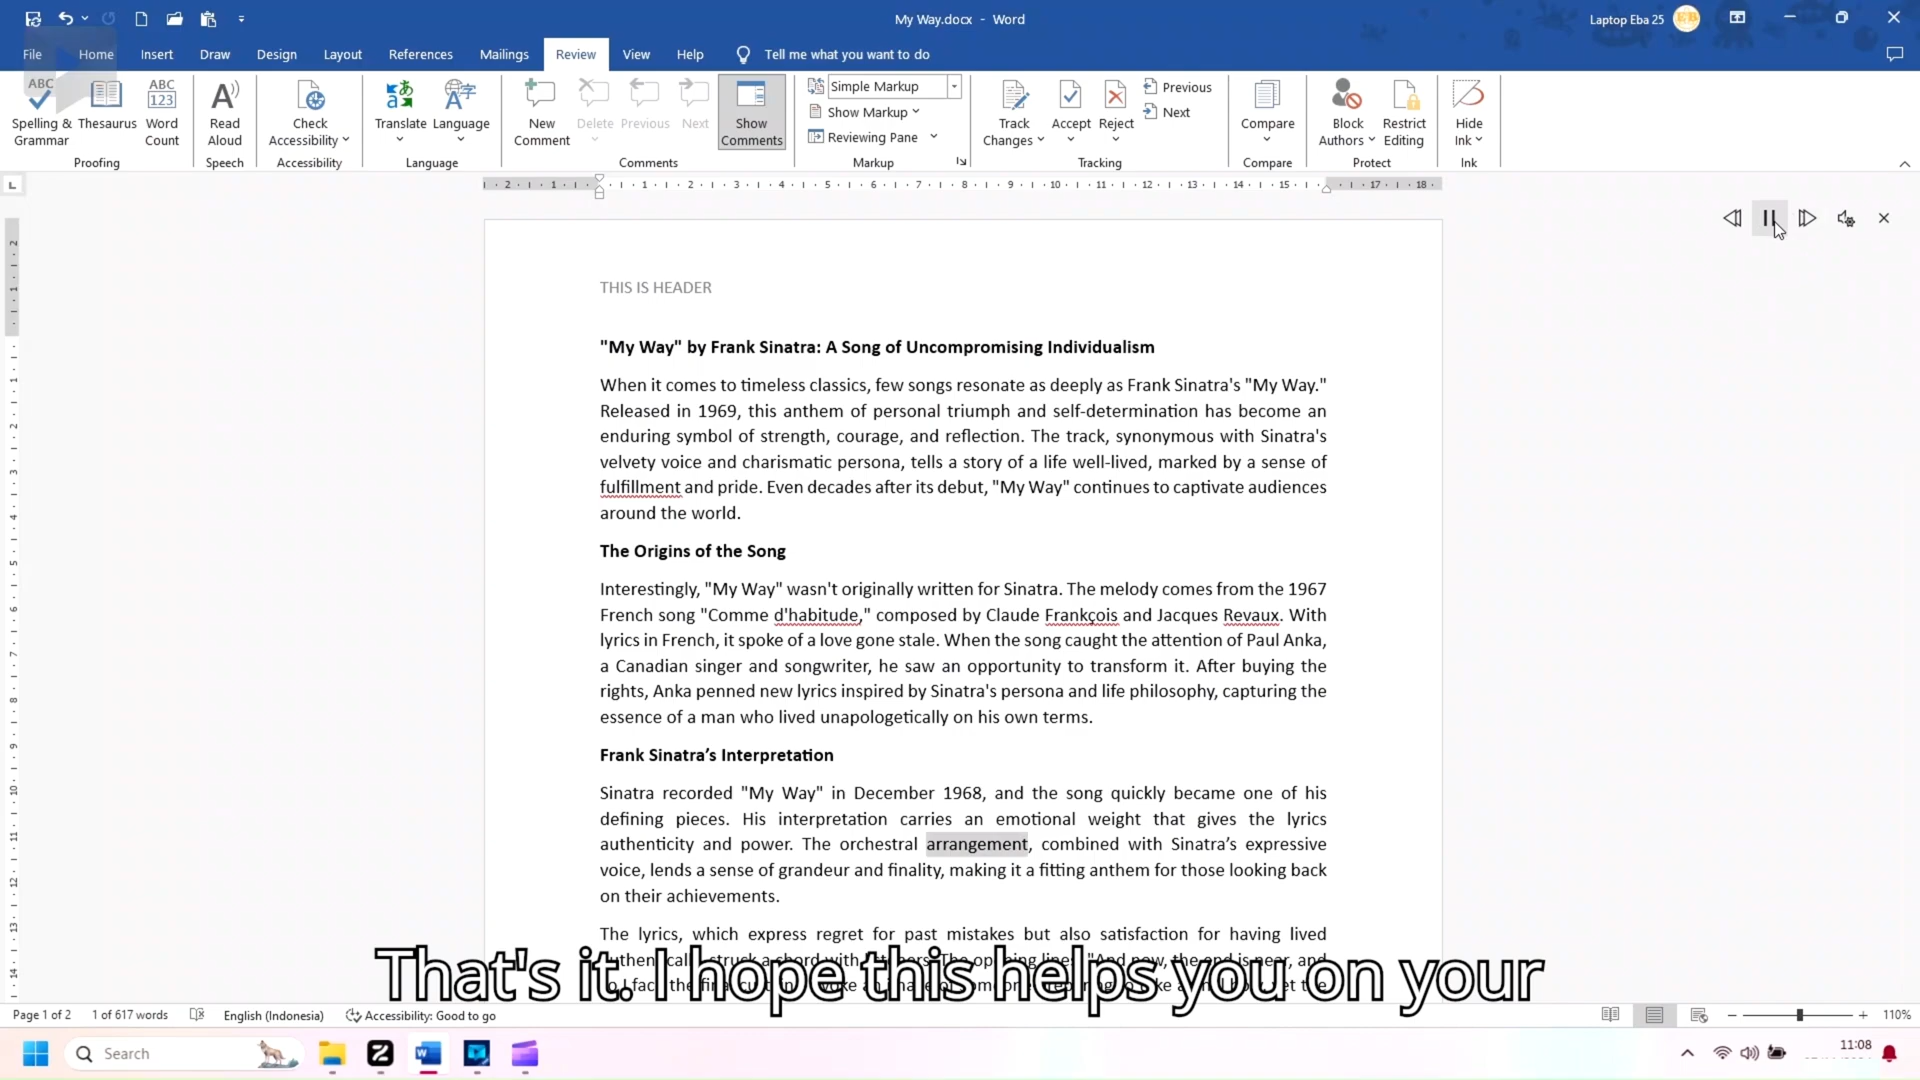 My Way.docx - Word
Laptop Eba 25
File Home Insert Draw Design Layout References Mailings Review View Help Tell me what you want to do
Spelling & Grammar
Thesaurus
Word Count
Read Aloud
Check Accessibility
Translate
Language
New Comment
Delete
Previous
Next
Show Comments
Simple Markup
Show Markup
Reviewing Pane
Track Changes
Accept
Reject
Previous
Next
Compare
Block Authors
Restrict Editing
Hide Ink
Proofing Speech Accessibility Language Comments Markup Tracking Compare Protect Ink
THIS IS HEADER
"My Way" by Frank Sinatra: A Song of Uncompromising Individualism
When it comes to timeless classics, few songs resonate as deeply as Frank Sinatra's "My Way."
Released in 1969, this anthem of personal triumph and self-determination has become an
enduring symbol of strength, courage, and reflection. The track, synonymous with Sinatra's
velvety voice and charismatic persona, tells a story of a life well-lived, marked by a sense of
fulfillment and pride. Even decades after its debut, "My Way" continues to captivate audiences
around the world.
The Origins of the Song
Interestingly, "My Way" wasn't originally written for Sinatra. The melody comes from the 1967
French song "Comme d'habitude," composed by Claude Frankçois and Jacques Revaux. With
lyrics in French, it spoke of a love gone stale. When the song caught the attention of Paul Anka,
a Canadian singer and songwriter, he saw an opportunity to transform it. After buying the
rights, Anka penned new lyrics inspired by Sinatra's persona and life philosophy, capturing the
essence of a man who lived unapologetically on his own terms.
Frank Sinatra’s Interpretation
Sinatra recorded "My Way" in December 1968, and the song quickly became one of his
defining pieces. His interpretation carries an emotional weight that gives the lyrics
authenticity and power. The orchestral arrangement, combined with Sinatra’s expressive
voice, lends a sense of grandeur and finality, making it a fitting anthem for those looking back
on their achievements.
The lyrics, which express regret for past mistakes but also satisfaction for having lived
That's it. I hope this helps you on your
Page 1 of 2 1 of 617 words English (Indonesia) Accessibility: Good to go 110%
Search
11:08